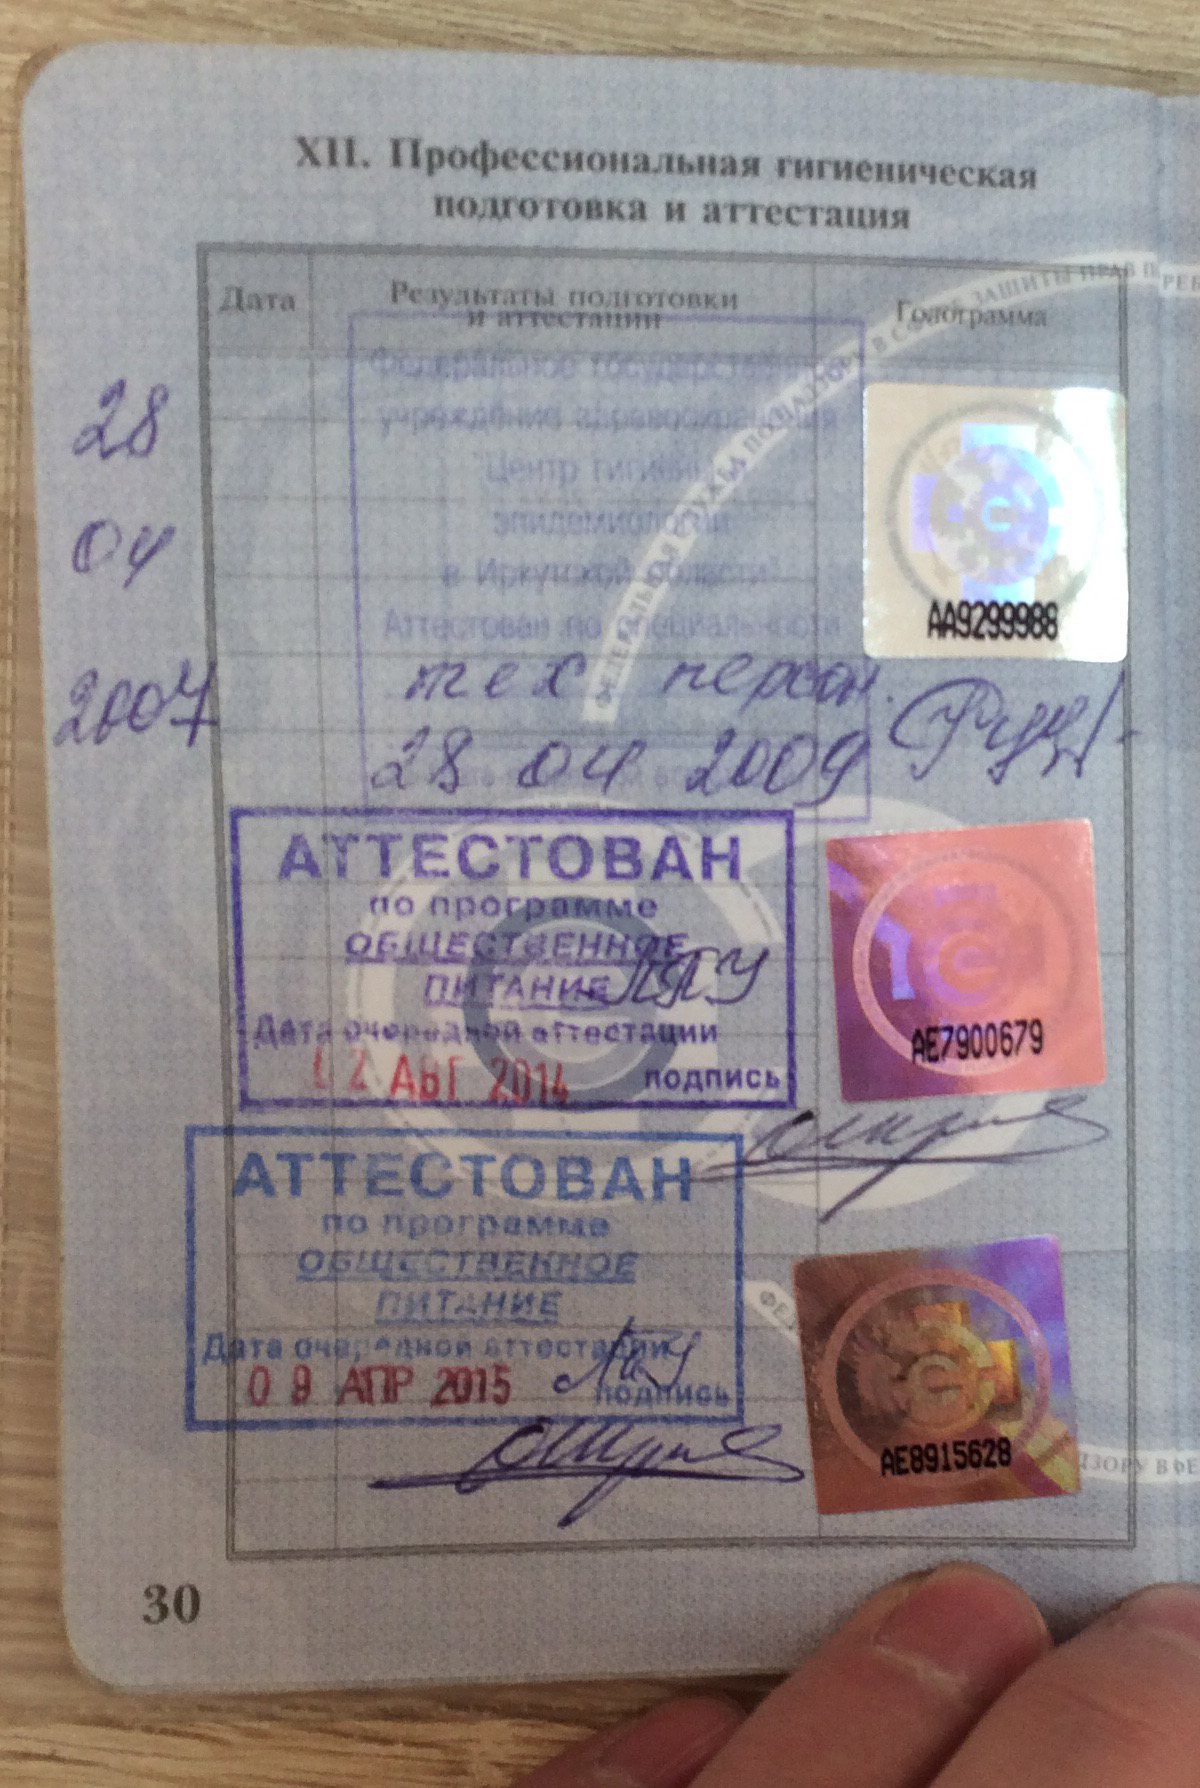 XII. Профессиональная гигиеническая
подготовка и аттестация
Дата
Результаты подготовки
и аттестации
Голограмма
28
04
2007
Федеральное государственное
учреждение здравоохранения
"Центр гигиены
эпидемиологии
в Иркутской области"
Аттестован по специальности
тех персон.
28 04 2009
AA9299988
АТТЕСТОВАН
по программе
ОБЩЕСТВЕННОЕ
ПИТАНИЕ
Дата очередной аттестации
2 АВГ 2014
подпись
AE7900679
АТТЕСТОВАН
по программе
ОБЩЕСТВЕННОЕ
ПИТАНИЕ
Дата очередной аттестации
09 АПР 2015
подпись
AE8915628
30